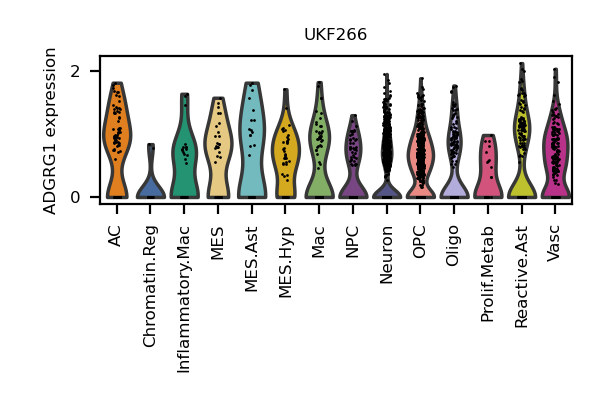 UKF266
ADGRG1 expression
2
0
AC
Chromatin.Reg
Inflammatory.Mac
MES
MES.Ast
MES.Hyp
Mac
NPC
Neuron
OPC
Oligo
Prolif.Metab
Reactive.Ast
Vasc